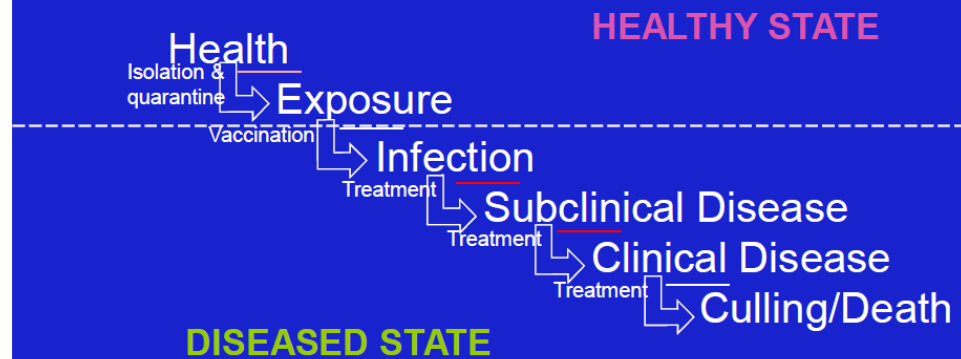 HEALTHY STATE
Health
Isolation &
quarantine
Exposure
Vaccination
Infection
Treatment
Subclinical Disease
Treatment
Clinical Disease
Treatment
Culling/Death
DISEASED STATE